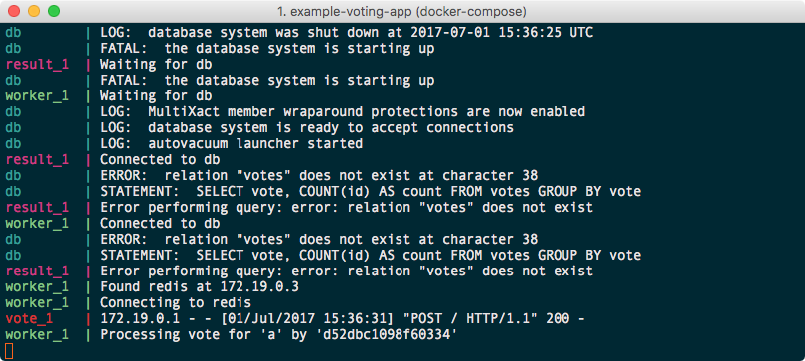 1. example-voting-app (docker-compose)
db        | LOG:  database system was shut down at 2017-07-01 15:36:25 UTC
db        | FATAL:  the database system is starting up
result_1  | Waiting for db
db        | FATAL:  the database system is starting up
worker_1  | Waiting for db
db        | LOG:  MultiXact member wraparound protections are now enabled
db        | LOG:  database system is ready to accept connections
db        | LOG:  autovacuum launcher started
result_1  | Connected to db
db        | ERROR:  relation "votes" does not exist at character 38
db        | STATEMENT:  SELECT vote, COUNT(id) AS count FROM votes GROUP BY vote
result_1  | Error performing query: error: relation "votes" does not exist
worker_1  | Connected to db
db        | ERROR:  relation "votes" does not exist at character 38
db        | STATEMENT:  SELECT vote, COUNT(id) AS count FROM votes GROUP BY vote
result_1  | Error performing query: error: relation "votes" does not exist
worker_1  | Found redis at 172.19.0.3
worker_1  | Connecting to redis
vote_1    | 172.19.0.1 - - [01/Jul/2017 15:36:31] "POST / HTTP/1.1" 200 -
worker_1  | Processing vote for 'a' by 'd52dbc1098f60334'